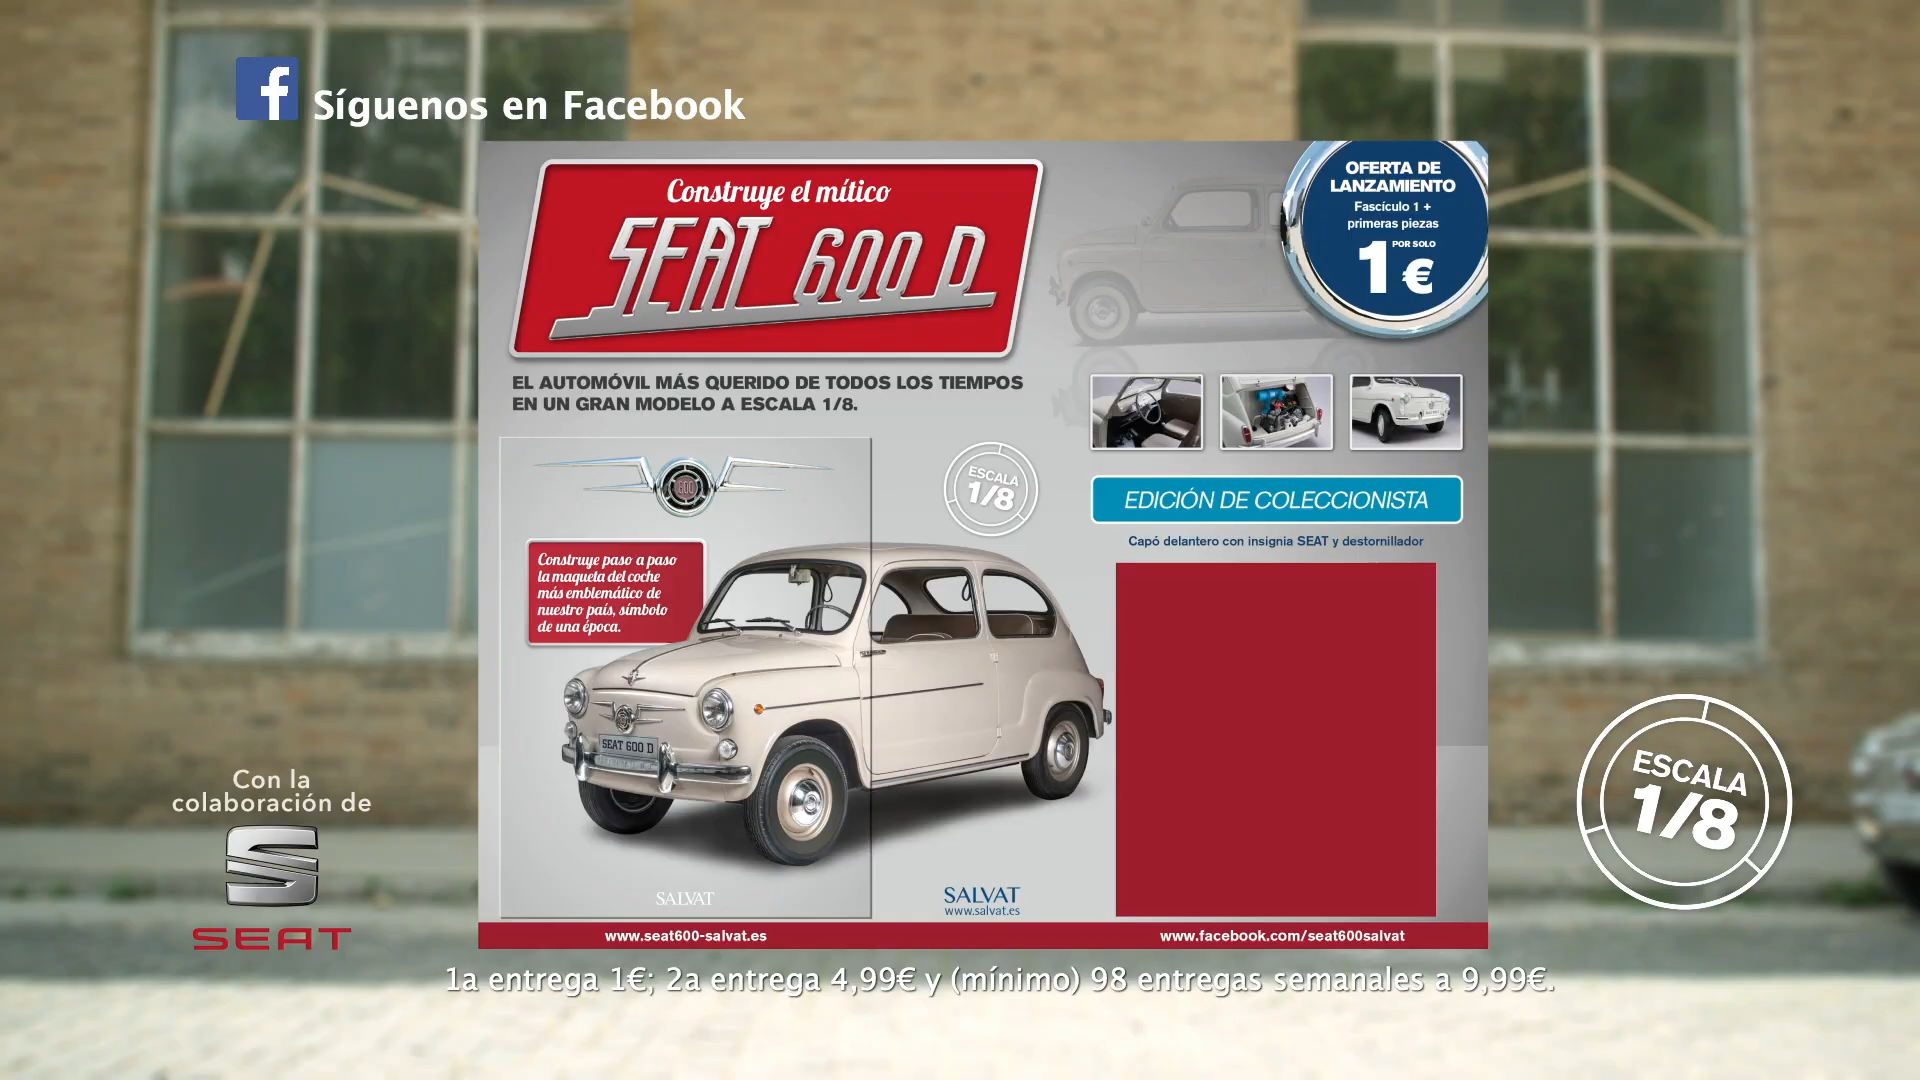 Síguenos en Facebook
Construye el mítico
SEAT 600 D
OFERTA DE
LANZAMIENTO
Fascículo 1 +
primeras piezas
POR SOLO
1€
EL AUTOMÓVIL MÁS QUERIDO DE TODOS LOS TIEMPOS
EN UN GRAN MODELO A ESCALA 1/8.
600
ESCALA
1/8
EDICIÓN DE COLECCIONISTA
Capó delantero con insignia SEAT y destornillador
Construye paso a paso
la maqueta del coche
más emblemático de
nuestro país, símbolo
de una época.
SEAT 600 D
SALVAT
SALVAT
www.salvat.es
www.seat600-salvat.es
www.facebook.com/seat600salvat
Con la
colaboración de
SEAT
ESCALA
1/8
1a entrega 1€; 2a entrega 4,99€ y (mínimo) 98 entregas semanales a 9,99€.